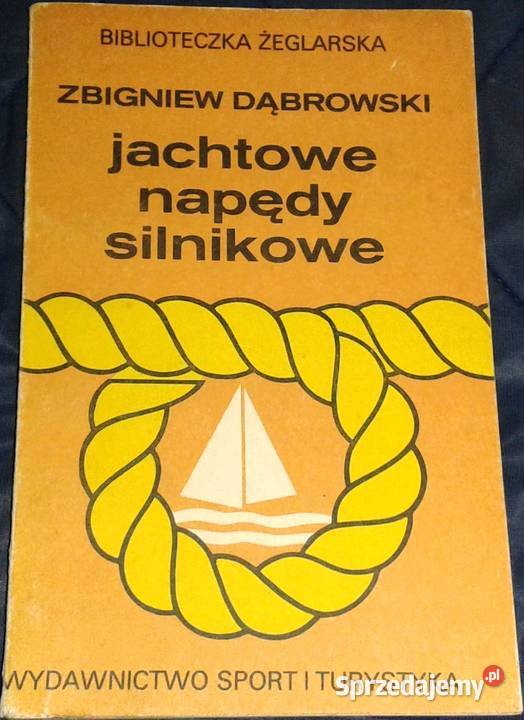 BIBLIOTECZKA ŻEGLARSKA
ZBIGNIEW DĄBROWSKI
jachtowe
napędy
silnikowe
WYDAWNICTWO SPORT I TURYSTYKA
Sprzedajemy.pl